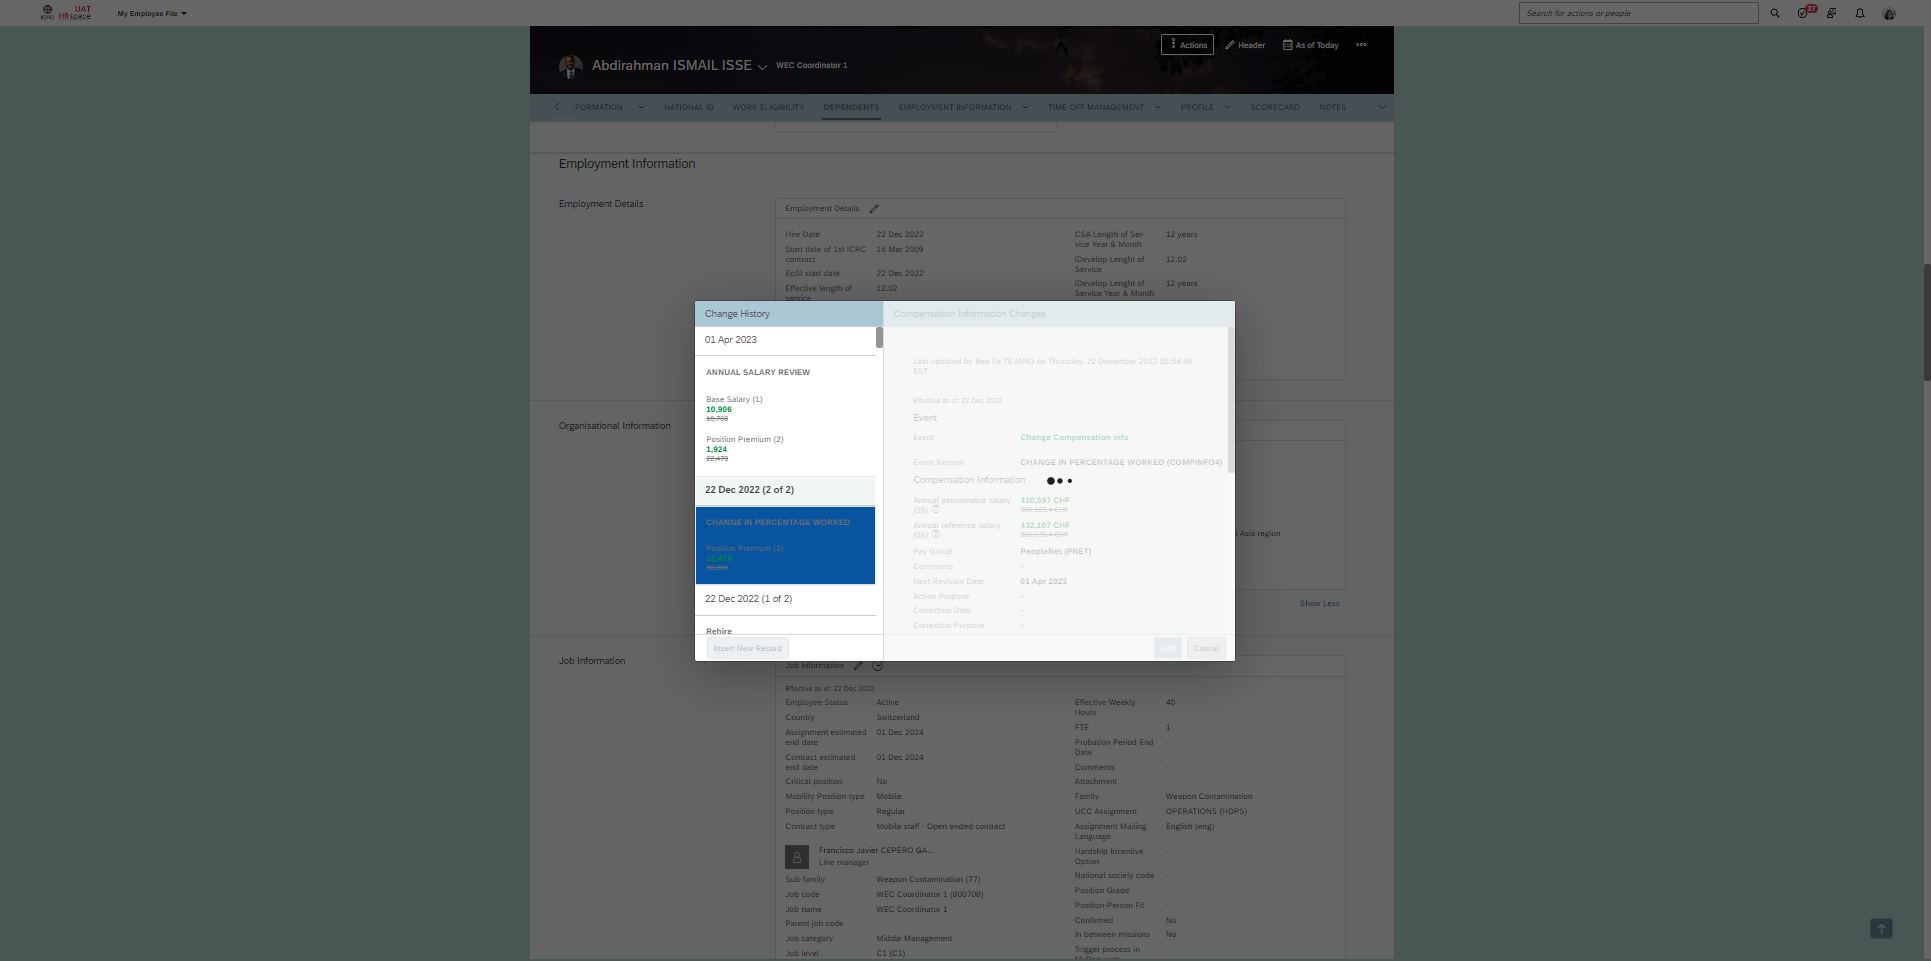 ICRC
UAT
HRspace
My Employee File
Search for actions or people
37
Abdirahman ISMAIL ISSE
WEC Coordinator 1
Actions
Header
As of Today
FORMATION
NATIONAL ID
WORK ELIGIBILITY
DEPENDENTS
EMPLOYMENT INFORMATION
TIME OFF MANAGEMENT
PROFILE
SCORECARD
NOTES
Employment Information
Employment Details
Employment Details
Hire Date 22 Dec 2022
Start date of 1st ICRC contract 16 Mar 2009
EoSI start date 22 Dec 2022
Effective length of service 12.02
CSA Length of Ser-
vice Year & Month 12 years
iDevelop Lenght of Service 12.02
iDevelop Lenght of Service Year & Month 12 years
Organisational Information
Asia region
Show Less
Change History
01 Apr 2023
ANNUAL SALARY REVIEW
Base Salary (1)
10,906
10,760
Position Premium (2)
1,924
22,479
22 Dec 2022 (2 of 2)
CHANGE IN PERCENTAGE WORKED
Position Premium (2)
22,479
22 Dec 2022 (1 of 2)
Rehire
Insert New Record
Compensation Information Changes
Last updated by Bea Fe TEJANO on Thursday, 22 December 2022 05:54:48
EST
Effective as of: 22 Dec 2022
Event
Event Change Compensation info
Event Reason CHANGE IN PERCENTAGE WORKED (COMPINFO4)
Compensation Information
Annual pensionable salary (05) 410,597 CHF
Annual reference salary (06) 432,107 CHF
Pay Group PeopleNet (PNET)
Comments -
Next Revision Date 01 Apr 2023
Action Purpose -
Correction Date -
Correction Purpose -
Edit
Cancel
Job Information
Job Information
Effective as of: 22 Dec 2022
Employee Status Active
Country Switzerland
Assignment estimated end date 01 Dec 2024
Contract estimated end date 01 Dec 2024
Critical position No
Mobility Position type Mobile
Position type Regular
Contract type Mobile staff - Open ended contract
Francisco Javier CEPERO GA...
Line manager
Sub-family Weapon Contamination (77)
Job code WEC Coordinator 1 (800708)
Job name WEC Coordinator 1
Parent job code -
Job category Middle Management
Job level C1 (C1)
Effective Weekly Hours 40
FTE 1
Probation Period End Date -
Comments -
Attachment -
Family Weapon Contamination
UCC Assignment OPERATIONS (HOPS)
Assignment Mailing Language English (eng)
Hardship Incentive Option -
National society code -
Position Grade -
Position-Person Fit -
Confirmed No
In between missions No
Trigger process in
MyRequests